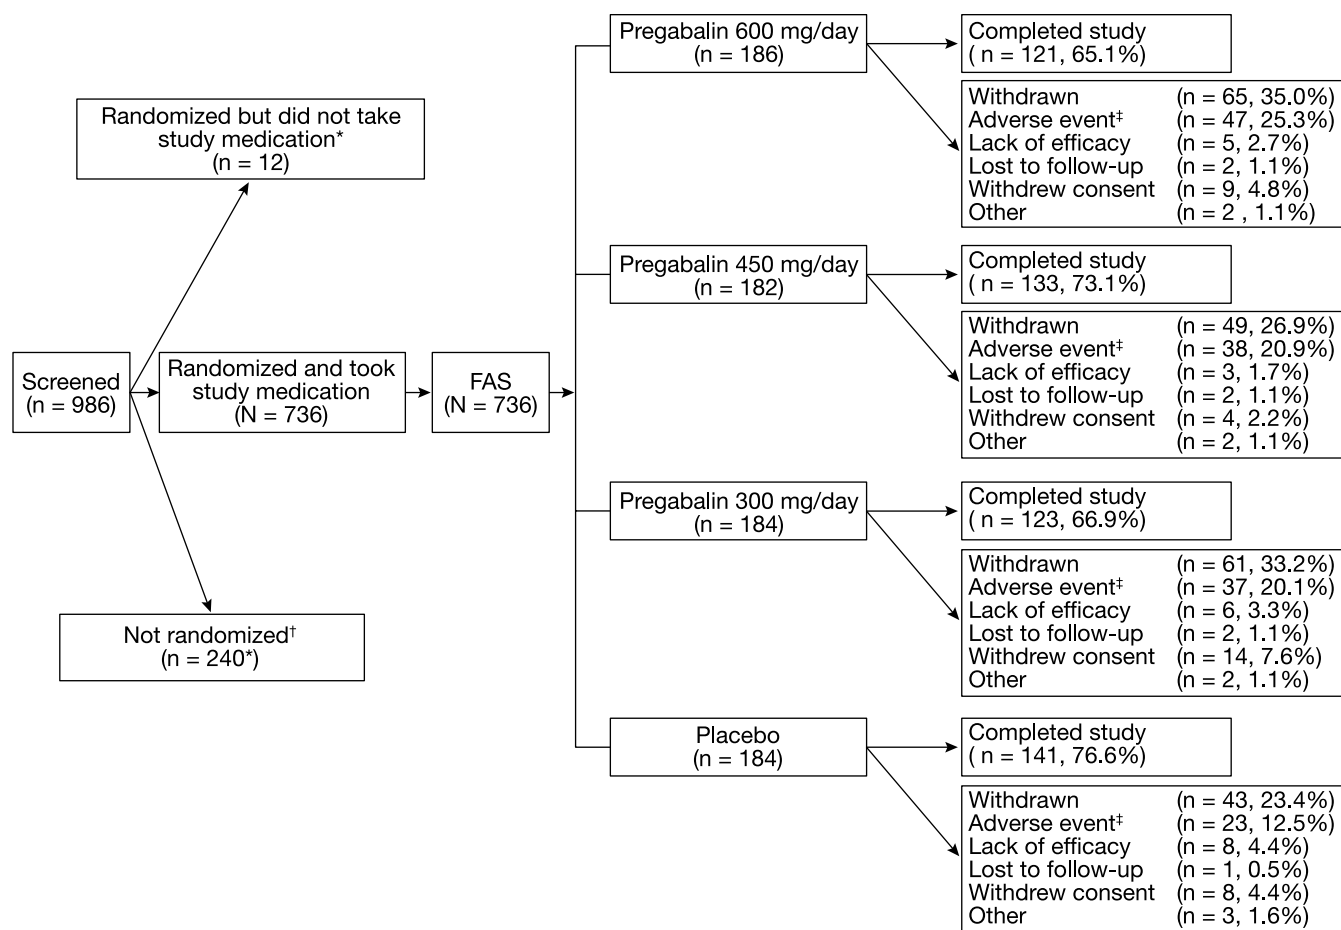 Screened
(n = 986)
Randomized but did not take
study medication*
(n = 12)
Randomized and took
study medication
(N = 736)
Not randomized†
(n = 240*)
FAS
(N = 736)
Pregabalin 600 mg/day
(n = 186)
Completed study
( n = 121, 65.1%)
Withdrawn (n = 65, 35.0%)
Adverse event‡ (n = 47, 25.3%)
Lack of efficacy (n = 5, 2.7%)
Lost to follow-up (n = 2, 1.1%)
Withdrew consent (n = 9, 4.8%)
Other (n = 2 , 1.1%)
Pregabalin 450 mg/day
(n = 182)
Completed study
( n = 133, 73.1%)
Withdrawn (n = 49, 26.9%)
Adverse event‡ (n = 38, 20.9%)
Lack of efficacy (n = 3, 1.7%)
Lost to follow-up (n = 2, 1.1%)
Withdrew consent (n = 4, 2.2%)
Other (n = 2, 1.1%)
Pregabalin 300 mg/day
(n = 184)
Completed study
( n = 123, 66.9%)
Withdrawn (n = 61, 33.2%)
Adverse event‡ (n = 37, 20.1%)
Lack of efficacy (n = 6, 3.3%)
Lost to follow-up (n = 2, 1.1%)
Withdrew consent (n = 14, 7.6%)
Other (n = 2, 1.1%)
Placebo
(n = 184)
Completed study
( n = 141, 76.6%)
Withdrawn (n = 43, 23.4%)
Adverse event‡ (n = 23, 12.5%)
Lack of efficacy (n = 8, 4.4%)
Lost to follow-up (n = 1, 0.5%)
Withdrew consent (n = 8, 4.4%)
Other (n = 3, 1.6%)